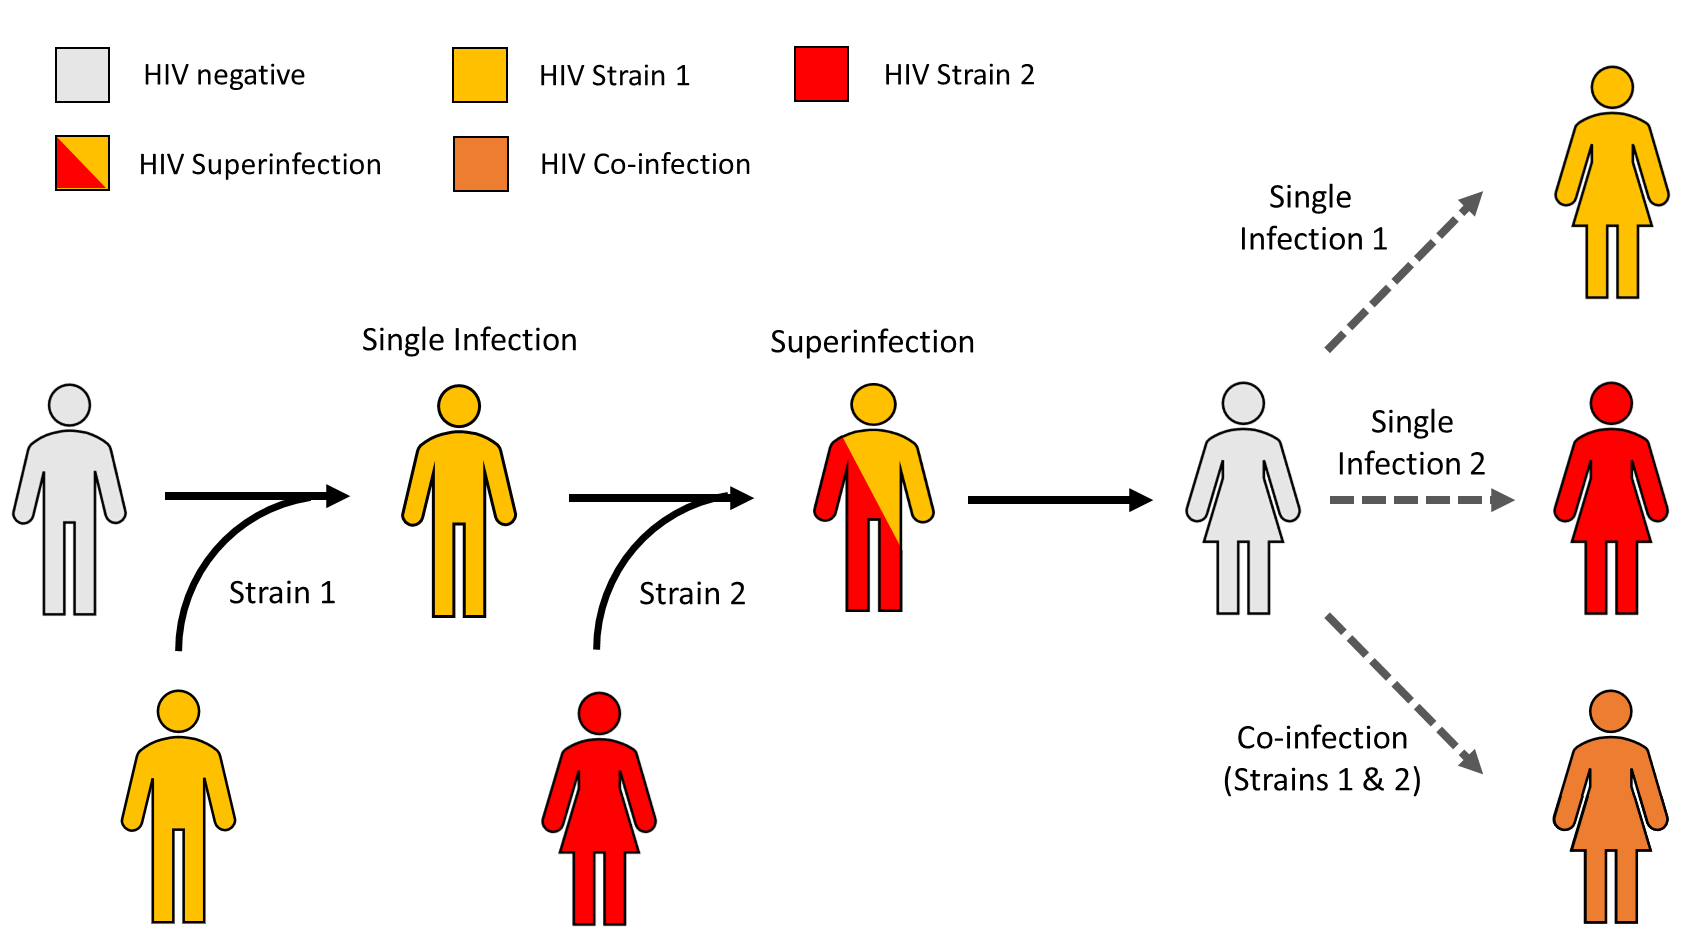 HIV negative
HIV Strain 1
HIV Strain 2
HIV Superinfection
HIV Co-infection
Single
Infection 1
Single Infection
Superinfection
Single
Infection 2
Strain 1
Strain 2
Co-infection
(Strains 1 & 2)